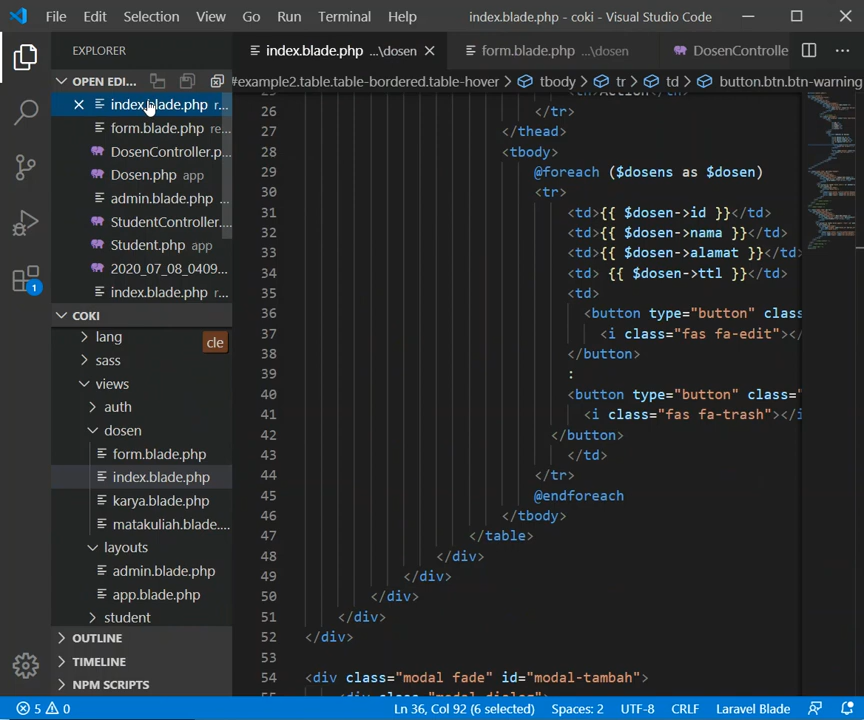 File Edit Selection View Go Run Terminal Help index.blade.php - coki - Visual Studio Code
EXPLORER
index.blade.php ...\dosen
form.blade.php ...\dosen
DosenControlle
OPEN EDI...
#example2.table.table-bordered.table-hover > tbody > tr > td > button.btn.btn-warning
index.blade.php r...
form.blade.php re...
DosenController.p...
Dosen.php app
admin.blade.php ...
StudentController...
Student.php app
2020_07_08_0409...
index.blade.php r...
COKI
lang
cle
sass
views
auth
dosen
form.blade.php
index.blade.php
karya.blade.php
matakuliah.blade....
layouts
admin.blade.php
app.blade.php
student
OUTLINE
TIMELINE
NPM SCRIPTS
26 </tr>
27 </thead>
28 <tbody>
29 @foreach ($dosens as $dosen)
30 <tr>
31 <td>{{ $dosen->id }}</td>
32 <td>{{ $dosen->nama }}</td>
33 <td>{{ $dosen->alamat }}</td>
34 <td> {{ $dosen->ttl }}</td>
35 <td>
36 <button type="button" class
37 <i class="fas fa-edit"></
38 </button>
39 :
40 <button type="button" class="
41 <i class="fas fa-trash"></i
42 </button>
43 </td>
44 </tr>
45 @endforeach
46 </tbody>
47 </table>
48 </div>
49 </div>
50 </div>
51 </div>
52 </div>
53
54 <div class="modal fade" id="modal-tambah">
1
5 0 Ln 36, Col 92 (6 selected) Spaces: 2 UTF-8 CRLF Laravel Blade